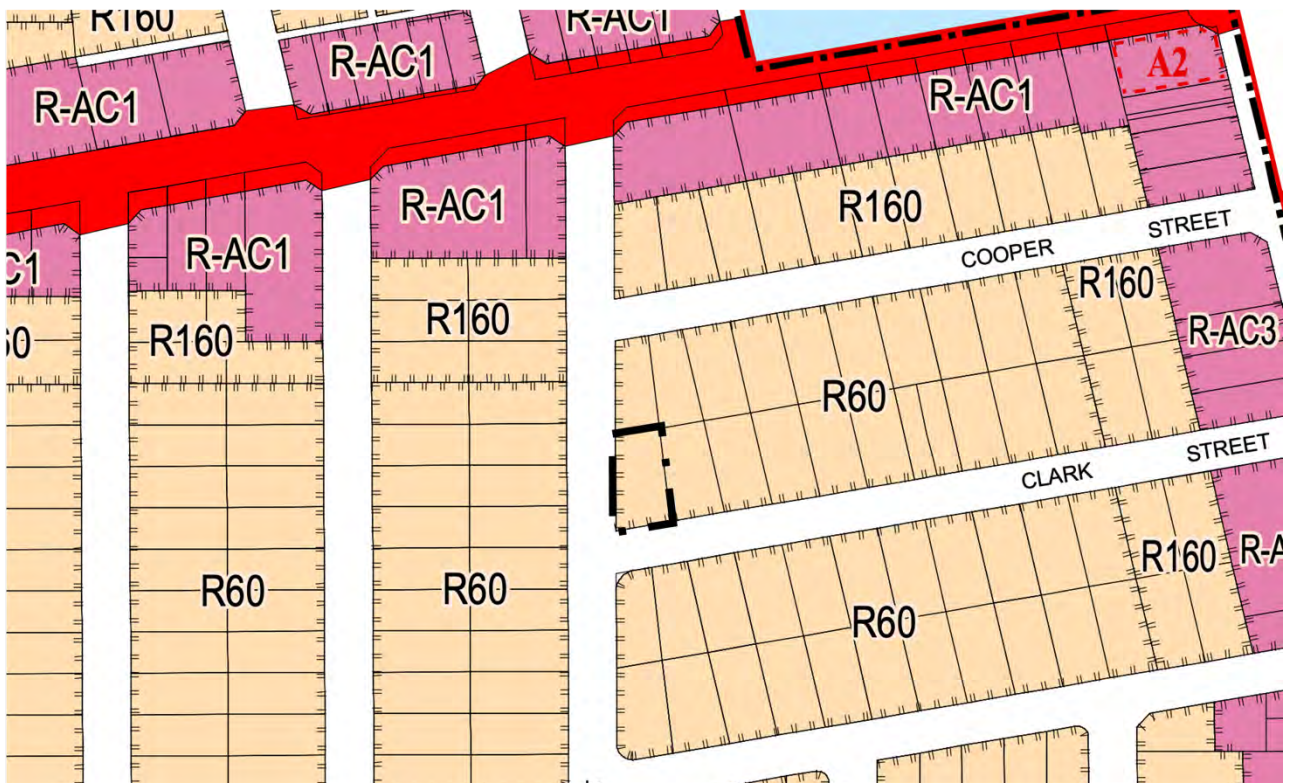 R160
R-AC1
R-AC1
R-AC1
R-AC1
A2
R-AC1
R160
R-AC1
C1
COOPER STREET
R160
R160
R160
60
R-AC3
R60
CLARK STREET
R160
R-A
R60
R60
R60